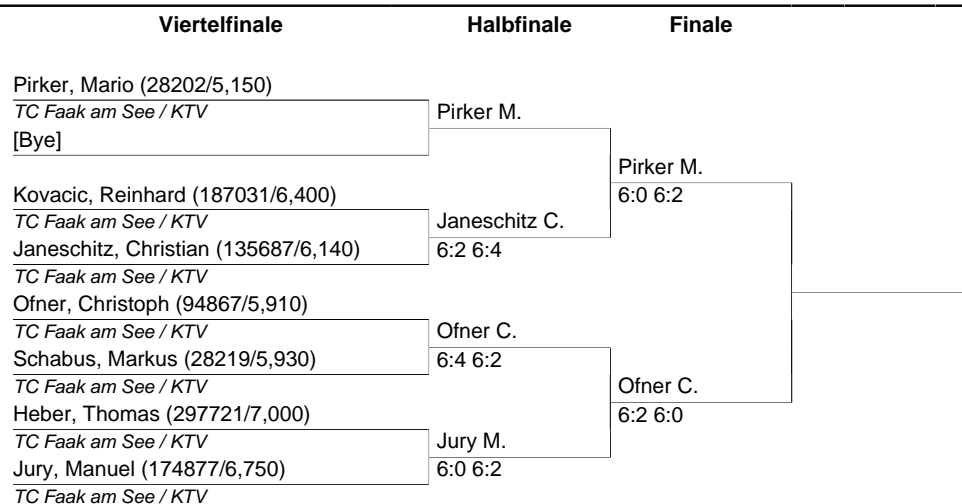 Viertelfinale Halbfinale Finale
Pirker, Mario (28202/5,150)
TC Faak am See / KTV Pirker M.
[Bye]
Pirker M.
Kovacic, Reinhard (187031/6,400) 6:0 6:2
TC Faak am See / KTV Janeschitz C.
Janeschitz, Christian (135687/6,140) 6:2 6:4
TC Faak am See / KTV
Ofner, Christoph (94867/5,910)
TC Faak am See / KTV Ofner C.
Schabus, Markus (28219/5,930) 6:4 6:2
TC Faak am See / KTV Ofner C.
Heber, Thomas (297721/7,000) 6:2 6:0
TC Faak am See / KTV Jury M.
Jury, Manuel (174877/6,750) 6:0 6:2
TC Faak am See / KTV